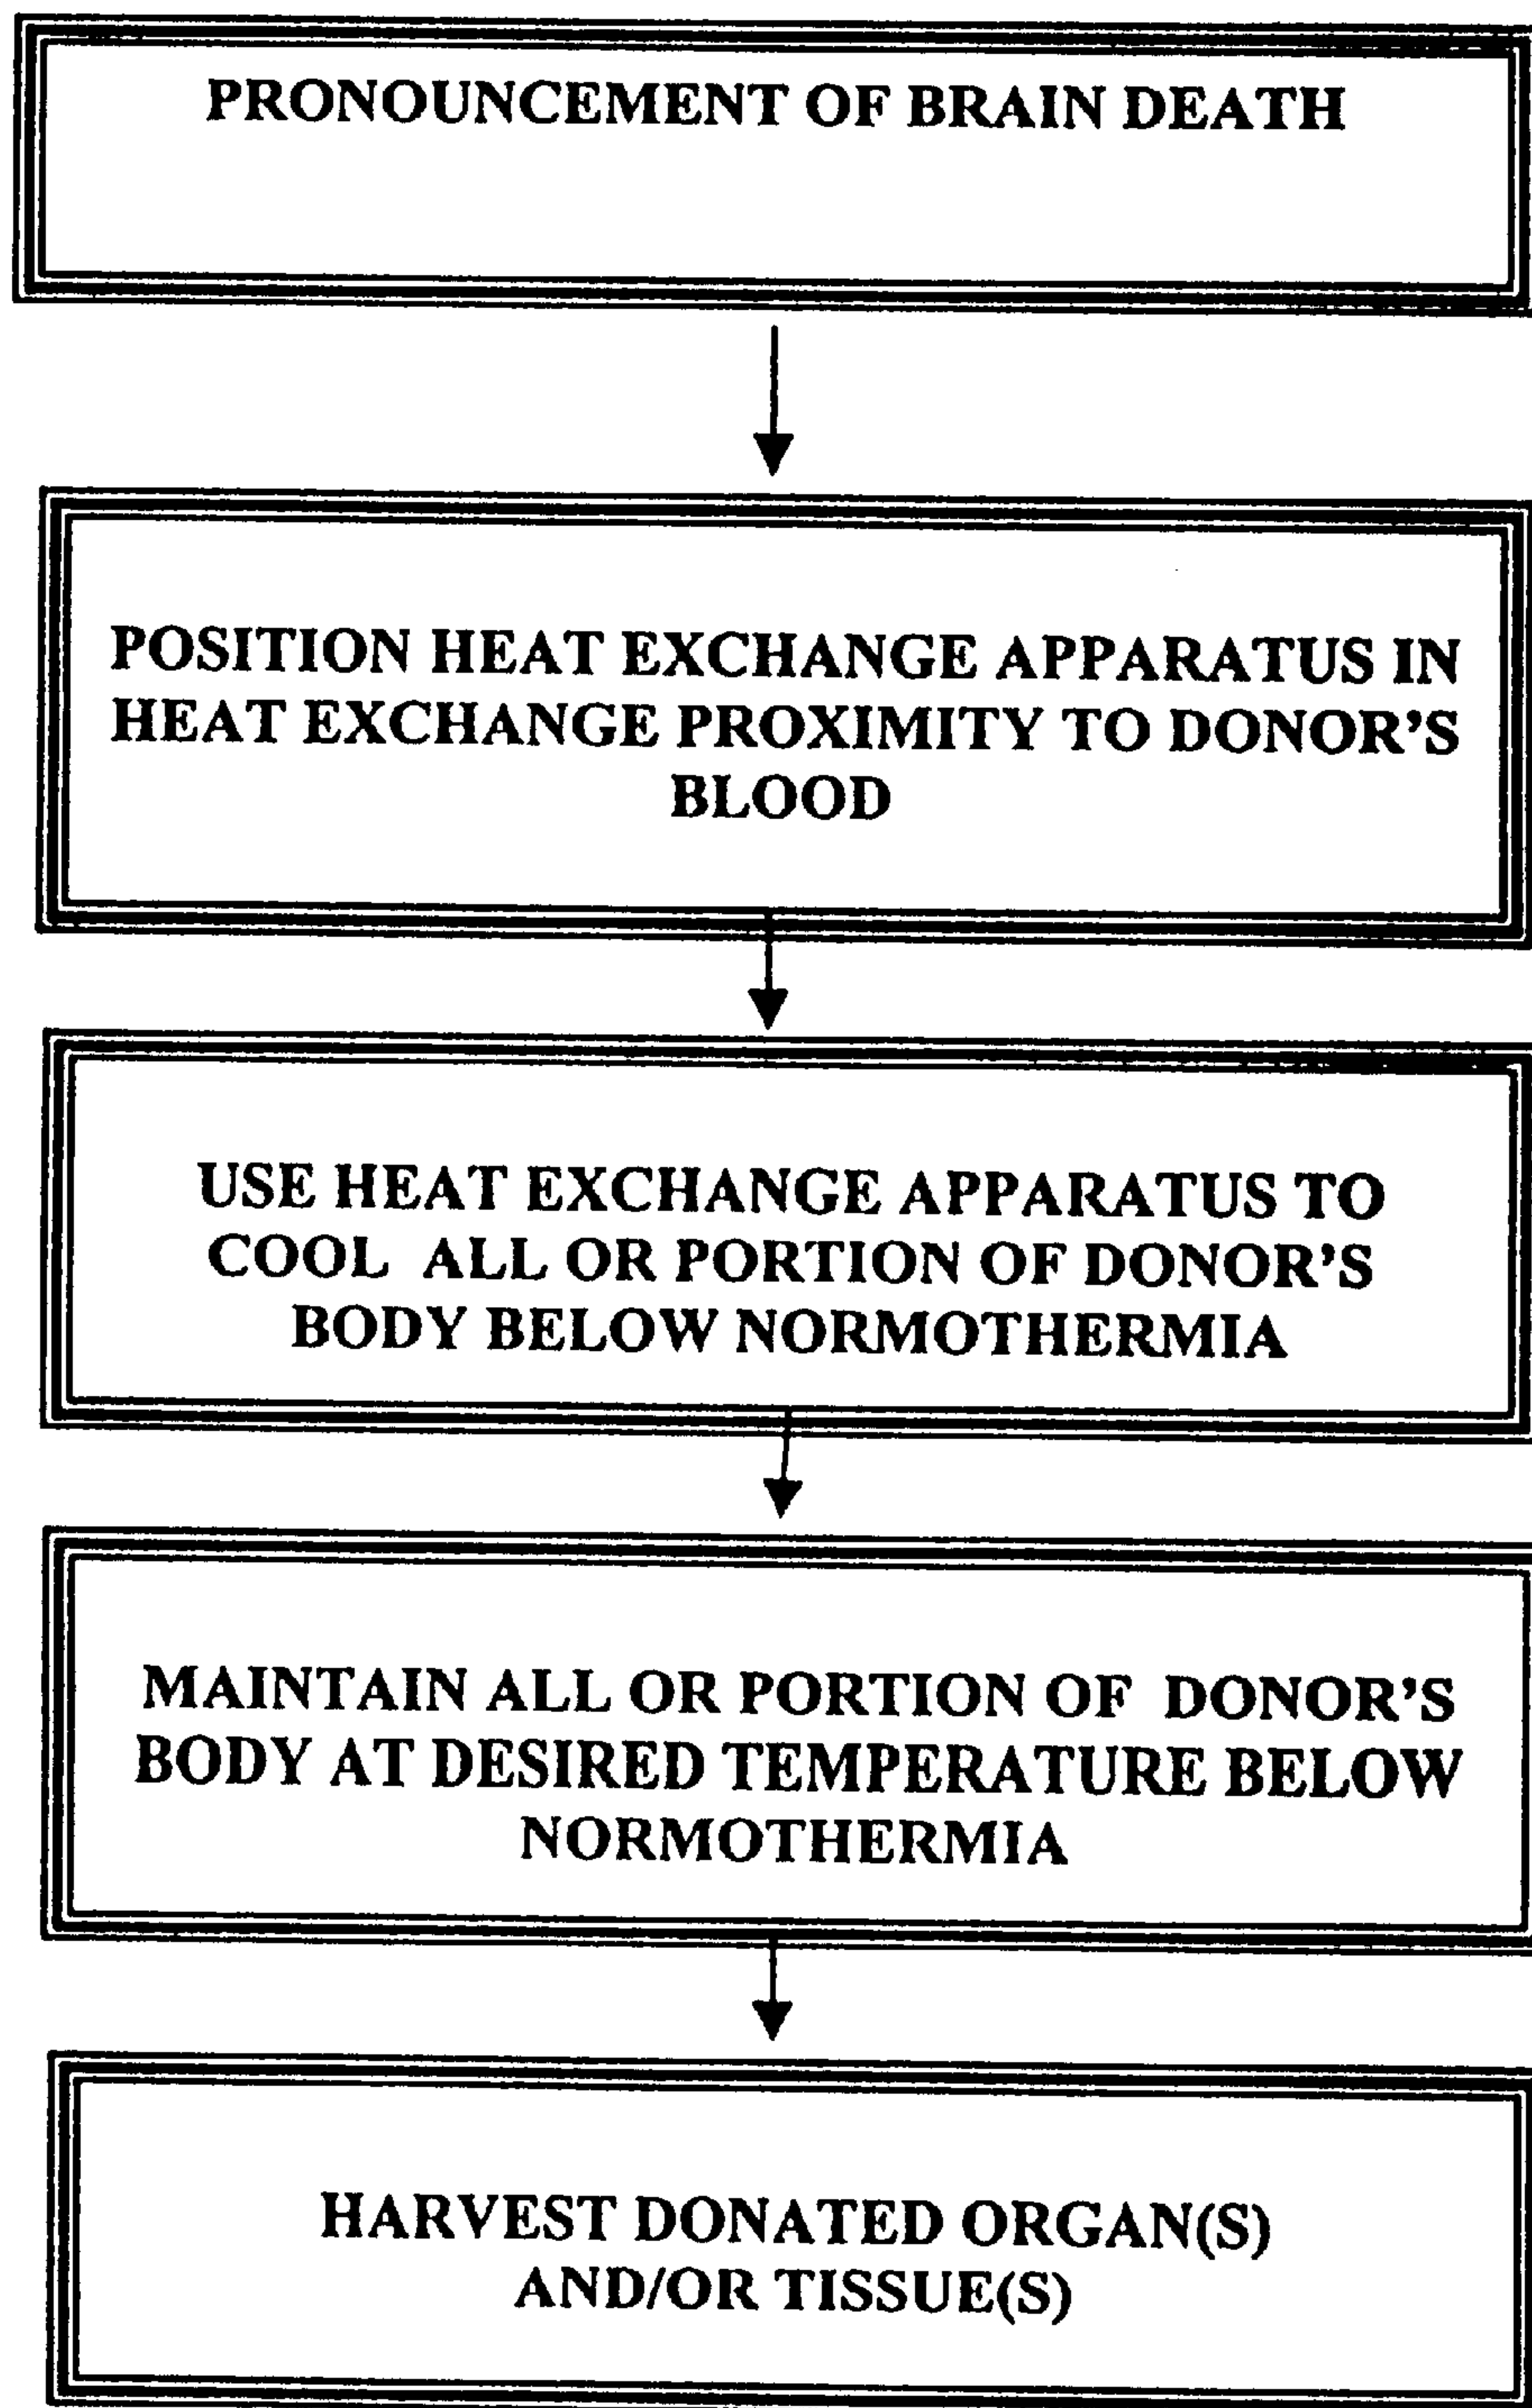 PRONOUNCEMENT OF BRAIN DEATH
POSITION HEAT EXCHANGE APPARATUS IN
HEAT EXCHANGE PROXIMITY TO DONOR'S
BLOOD
USE HEAT EXCHANGE APPARATUS TO
COOL ALL OR PORTION OF DONOR'S
BODY BELOW NORMOTHERMIA
MAINTAIN ALL OR PORTION OF DONOR'S
BODY AT DESIRED TEMPERATURE BELOW
NORMOTHERMIA
HARVEST DONATED ORGAN(S)
AND/OR TISSUE(S)